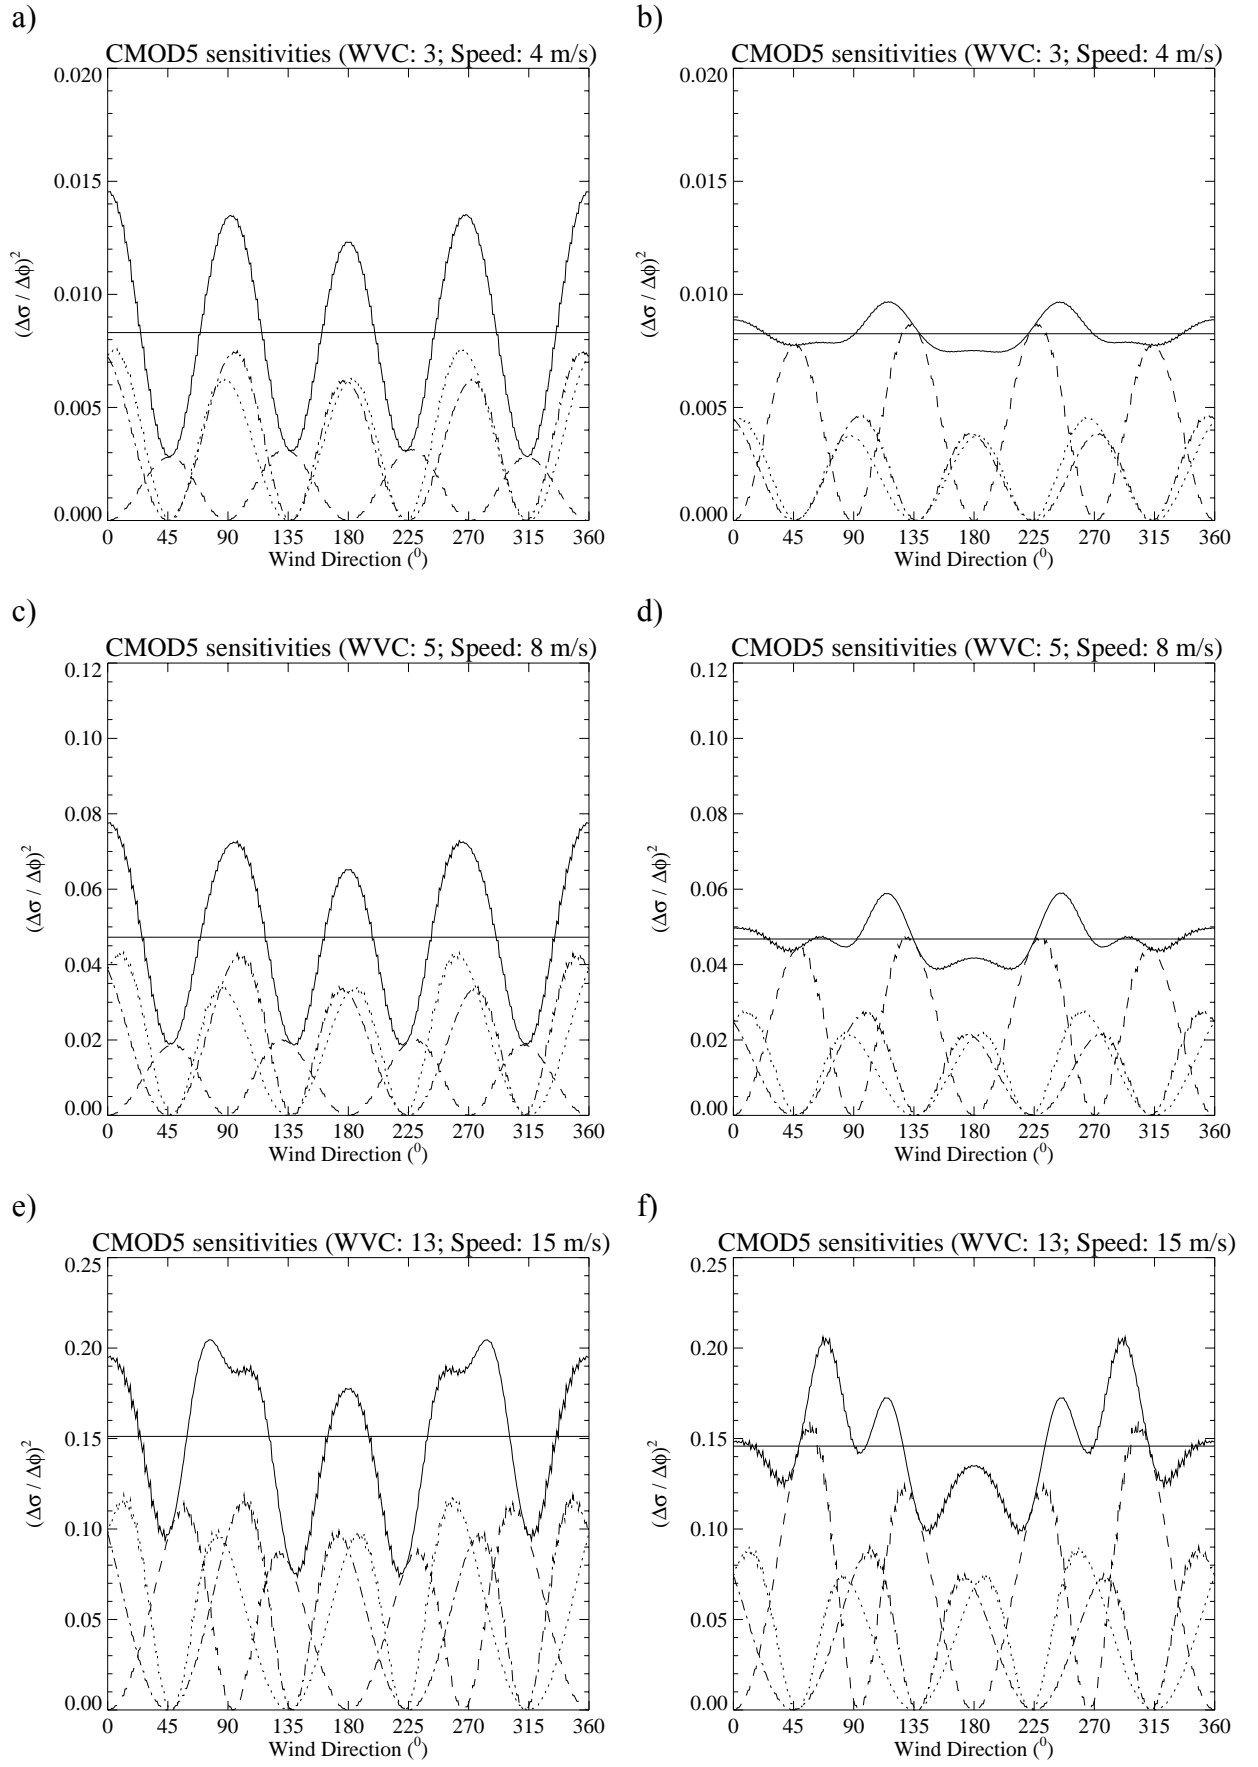 a)
CMOD5 sensitivities (WVC: 3; Speed: 4 m/s)
0.020
0.015
0.010
0.005
0.000
(Δσ / Δϕ)²
0 45 90 135 180 225 270 315 360
Wind Direction (⁰)
b)
CMOD5 sensitivities (WVC: 3; Speed: 4 m/s)
0.020
0.015
0.010
0.005
0.000
(Δσ / Δϕ)²
0 45 90 135 180 225 270 315 360
Wind Direction (⁰)
c)
CMOD5 sensitivities (WVC: 5; Speed: 8 m/s)
0.12
0.10
0.08
0.06
0.04
0.02
0.00
(Δσ / Δϕ)²
0 45 90 135 180 225 270 315 360
Wind Direction (⁰)
d)
CMOD5 sensitivities (WVC: 5; Speed: 8 m/s)
0.12
0.10
0.08
0.06
0.04
0.02
0.00
(Δσ / Δϕ)²
0 45 90 135 180 225 270 315 360
Wind Direction (⁰)
e)
CMOD5 sensitivities (WVC: 13; Speed: 15 m/s)
0.25
0.20
0.15
0.10
0.05
0.00
(Δσ / Δϕ)²
0 45 90 135 180 225 270 315 360
Wind Direction (⁰)
f)
CMOD5 sensitivities (WVC: 13; Speed: 15 m/s)
0.25
0.20
0.15
0.10
0.05
0.00
(Δσ / Δϕ)²
0 45 90 135 180 225 270 315 360
Wind Direction (⁰)